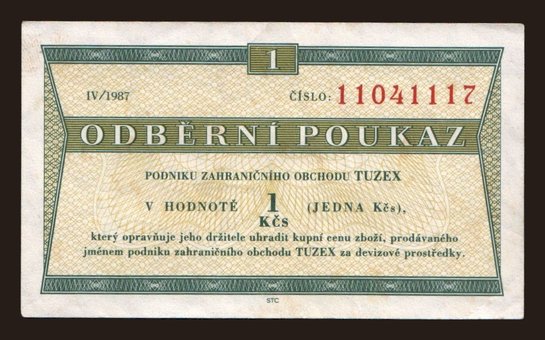 1
IV/1987 ČÍSLO: 11041117
ODBĚRNÍ POUKAZ
PODNIKU ZAHRANIČNÍHO OBCHODU TUZEX
V HODNOTĚ 1 (JEDNA Kčs),
Kčs
který opravňuje jeho držitele uhradit kupní cenu zboží, prodávaného
jménem podniku zahraničního obchodu TUZEX za devizové prostředky.
STC